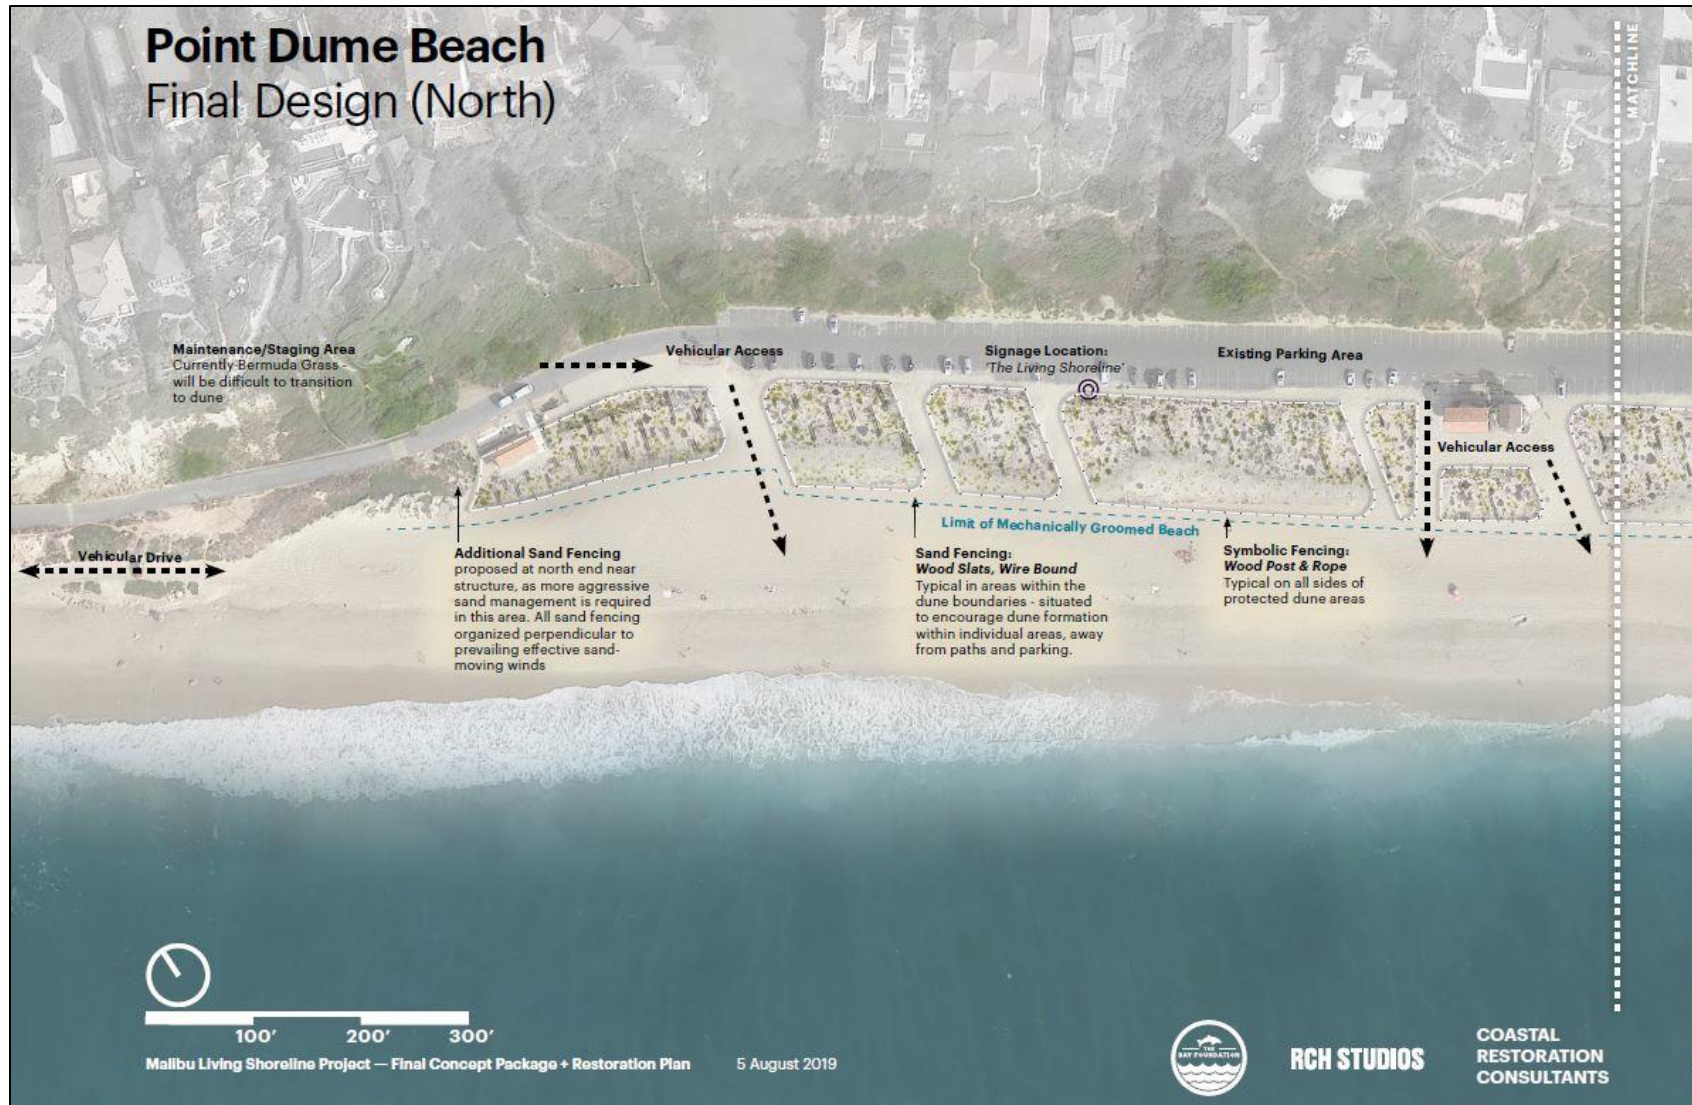 Point Dume Beach
Final Design (North)
MATCHLINE
Maintenance/Staging Area
Currently Bermuda Grass -
will be difficult to transition
to dune
Vehicular Access
Signage Location:
'The Living Shoreline'
Existing Parking Area
Vehicular Access
Limit of Mechanically Groomed Beach
Vehicular Drive
Additional Sand Fencing
proposed at north end near
structure, as more aggressive
sand management is required
in this area. All sand fencing
organized perpendicular to
prevailing effective sand-
moving winds
Sand Fencing:
Wood Slats, Wire Bound
Typical in areas within the
dune boundaries - situated
to encourage dune formation
within individual areas, away
from paths and parking.
Symbolic Fencing:
Wood Post & Rope
Typical on all sides of
protected dune areas
100' 200' 300'
Malibu Living Shoreline Project — Final Concept Package + Restoration Plan 5 August 2019
THE
BAY FOUNDATION
RCH STUDIOS
COASTAL
RESTORATION
CONSULTANTS